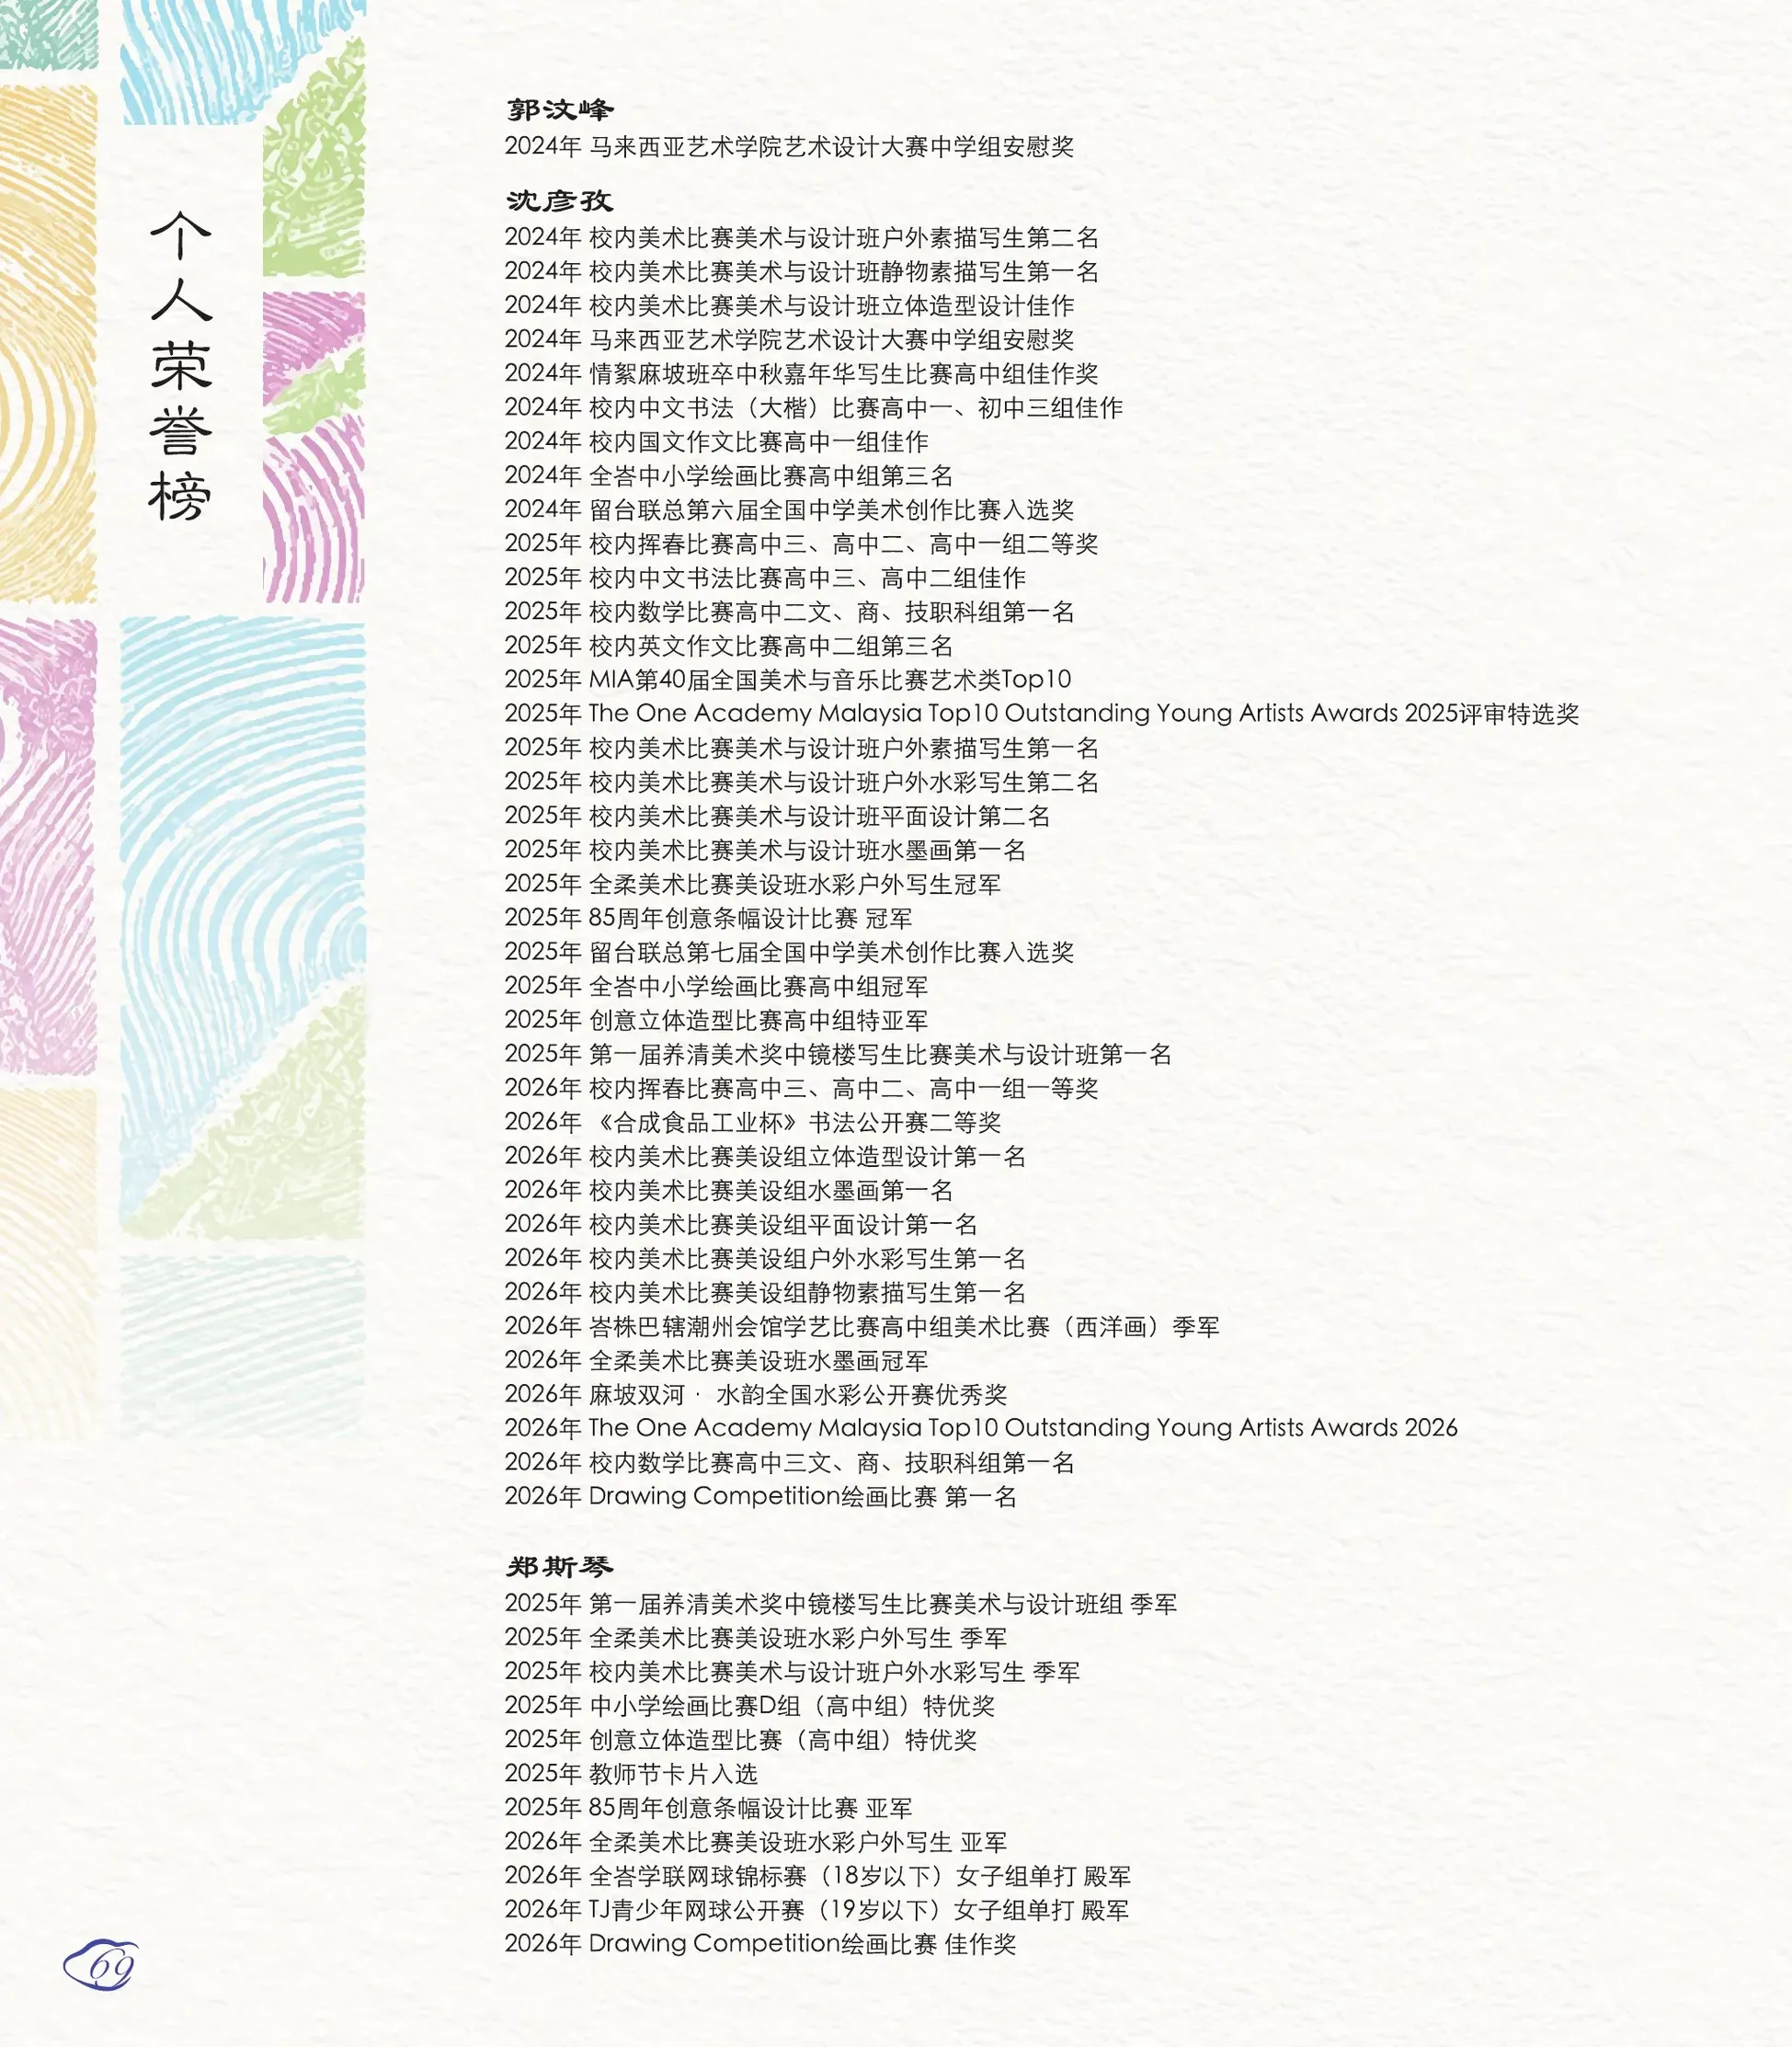 个人荣誉榜
郭汶峰
2024年 马来西亚艺术学院艺术设计大赛中学组安慰奖
沈彦孜
2024年 校内美术比赛美术与设计班户外素描写生第二名
2024年 校内美术比赛美术与设计班静物素描写生第一名
2024年 校内美术比赛美术与设计班立体造型设计佳作
2024年 马来西亚艺术学院艺术设计大赛中学组安慰奖
2024年 情絮麻坡班卒中秋嘉年华写生比赛高中组佳作奖
2024年 校内中文书法（大楷）比赛高中一、初中三组佳作
2024年 校内国文作文比赛高中一组佳作
2024年 全峇中小学绘画比赛高中组第三名
2024年 留台联总第六届全国中学美术创作比赛入选奖
2025年 校内挥春比赛高中三、高中二、高中一组二等奖
2025年 校内中文书法比赛高中三、高中二组佳作
2025年 校内数学比赛高中二文、商、技职科组第一名
2025年 校内英文作文比赛高中二组第三名
2025年 MIA第40届全国美术与音乐比赛艺术类Top10
2025年 The One Academy Malaysia Top10 Outstanding Young Artists Awards 2025评审特选奖
2025年 校内美术比赛美术与设计班户外素描写生第一名
2025年 校内美术比赛美术与设计班户外水彩写生第二名
2025年 校内美术比赛美术与设计班平面设计第二名
2025年 校内美术比赛美术与设计班水墨画第一名
2025年 全柔美术比赛美设班水彩户外写生冠军
2025年 85周年创意条幅设计比赛 冠军
2025年 留台联总第七届全国中学美术创作比赛入选奖
2025年 全峇中小学绘画比赛高中组冠军
2025年 创意立体造型比赛高中组特亚军
2025年 第一届养清美术奖中镜楼写生比赛美术与设计班第一名
2026年 校内挥春比赛高中三、高中二、高中一组一等奖
2026年 《合成食品工业杯》书法公开赛二等奖
2026年 校内美术比赛美设组立体造型设计第一名
2026年 校内美术比赛美设组水墨画第一名
2026年 校内美术比赛美设组平面设计第一名
2026年 校内美术比赛美设组户外水彩写生第一名
2026年 校内美术比赛美设组静物素描写生第一名
2026年 峇株巴辖潮州会馆学艺比赛高中组美术比赛（西洋画）季军
2026年 全柔美术比赛美设班水墨画冠军
2026年 麻坡双河 · 水韵全国水彩公开赛优秀奖
2026年 The One Academy Malaysia Top10 Outstanding Young Artists Awards 2026
2026年 校内数学比赛高中三文、商、技职科组第一名
2026年 Drawing Competition绘画比赛 第一名
郑斯琴
2025年 第一届养清美术奖中镜楼写生比赛美术与设计班组 季军
2025年 全柔美术比赛美设班水彩户外写生 季军
2025年 校内美术比赛美术与设计班户外水彩写生 季军
2025年 中小学绘画比赛D组（高中组）特优奖
2025年 创意立体造型比赛（高中组）特优奖
2025年 教师节卡片入选
2025年 85周年创意条幅设计比赛 亚军
2026年 全柔美术比赛美设班水彩户外写生 亚军
2026年 全峇学联网球锦标赛（18岁以下）女子组单打 殿军
2026年 TJ青少年网球公开赛（19岁以下）女子组单打 殿军
2026年 Drawing Competition绘画比赛 佳作奖
69